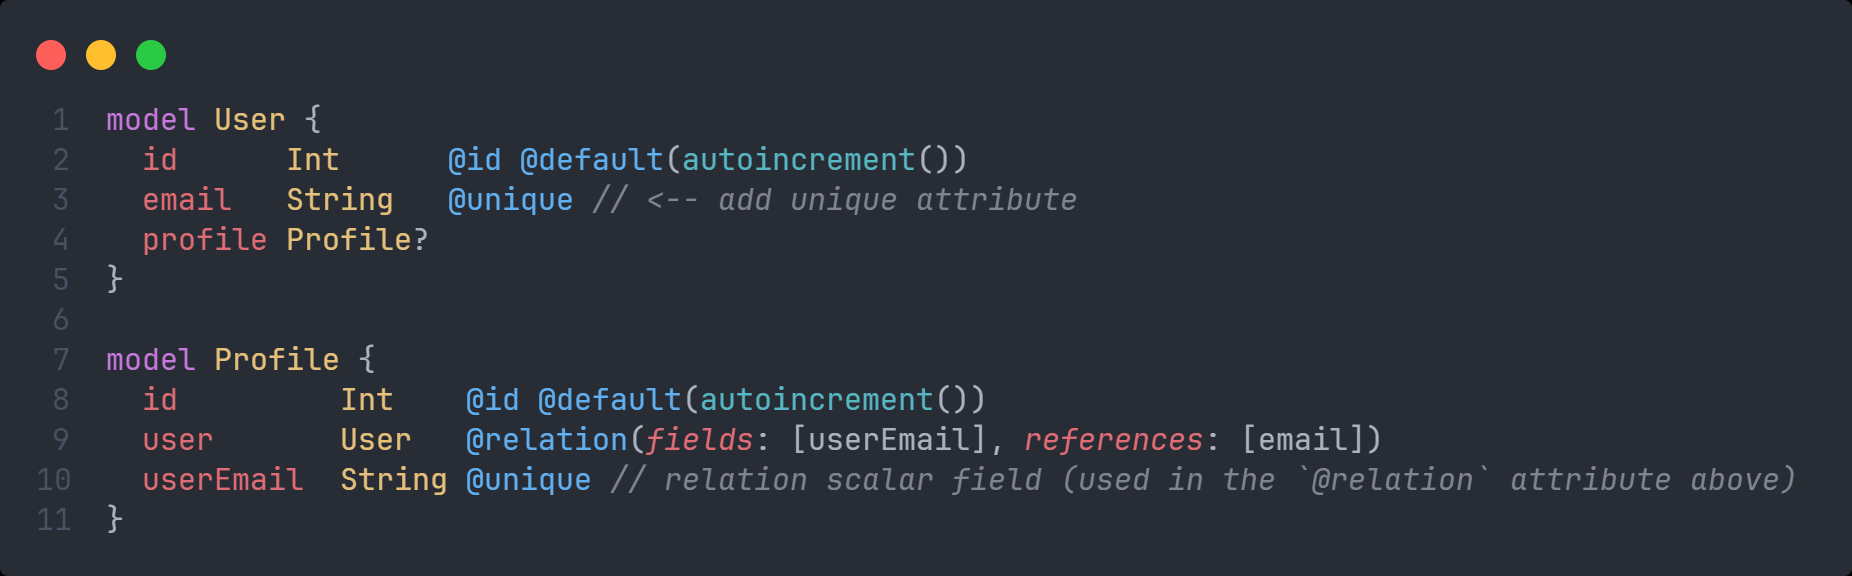 1 model User {
2   id      Int      @id @default(autoincrement())
3   email   String   @unique // <-- add unique attribute
4   profile Profile?
5 }
6
7 model Profile {
8   id         Int    @id @default(autoincrement())
9   user       User   @relation(fields: [userEmail], references: [email])
10   userEmail  String @unique // relation scalar field (used in the `@relation` attribute above)
11 }